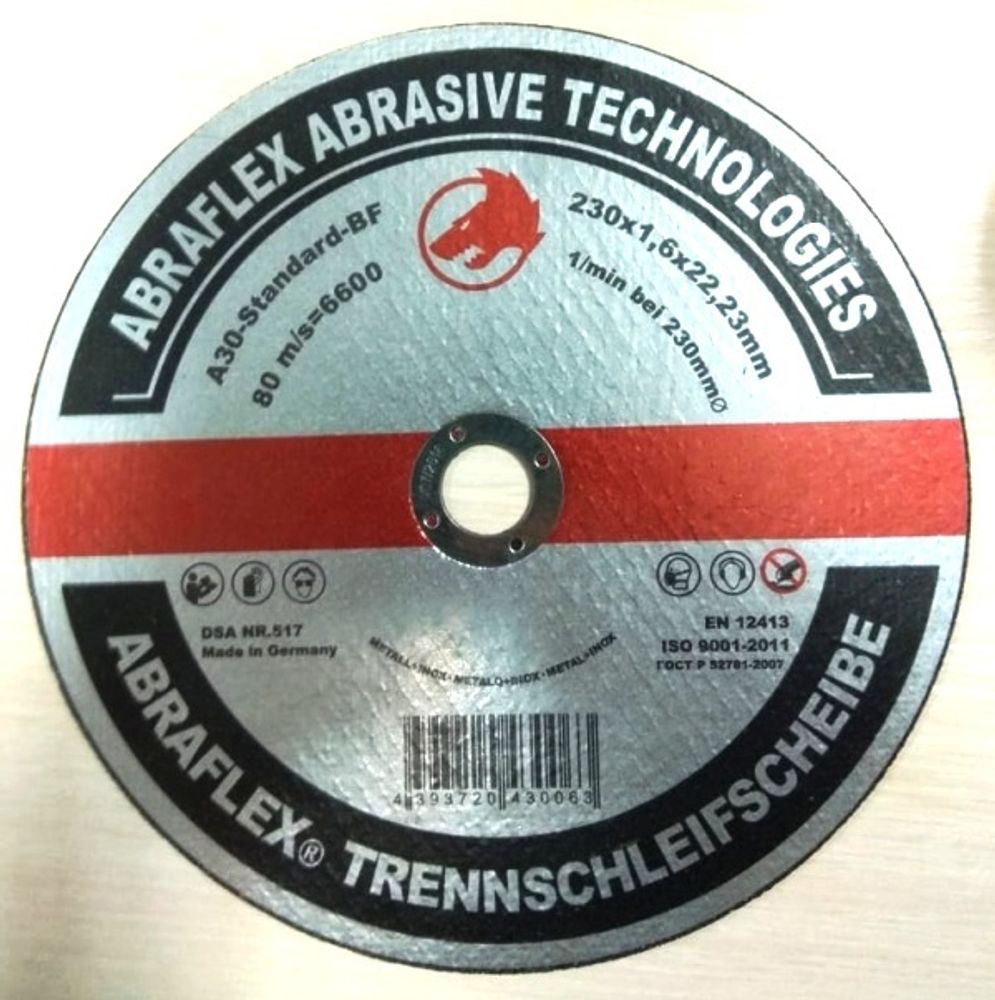 ABRAFLEX ABRASIVE TECHNOLOGIES
A30-Standard-BF 230x1,6x22,23mm
80 m/s=6600 1/min bei 230mmØ
DSA NR.517
Made in Germany
EN 12413
ISO 9001-2011
ГОСТ Р 52781-2007
METALL+INOX·METALO+INOX·METAL+INOX
4 393720 430063
ABRAFLEX® TRENNSCHLEIFSCHEIBE